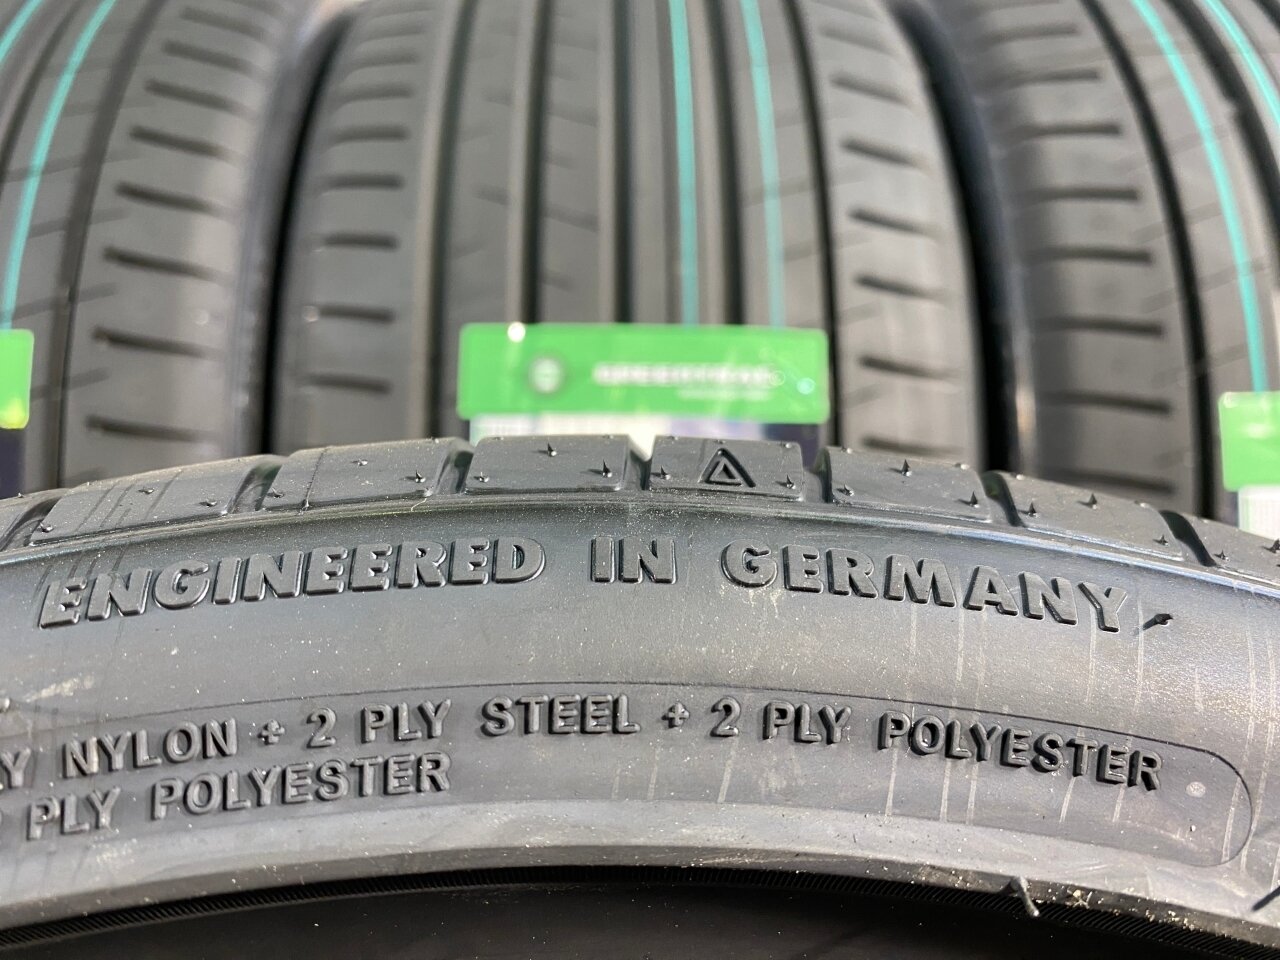 ENGINEERED IN GERMANY
Y NYLON + 2 PLY STEEL + 2 PLY POLYESTER
PLY POLYESTER